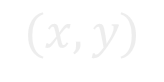 (x, y)